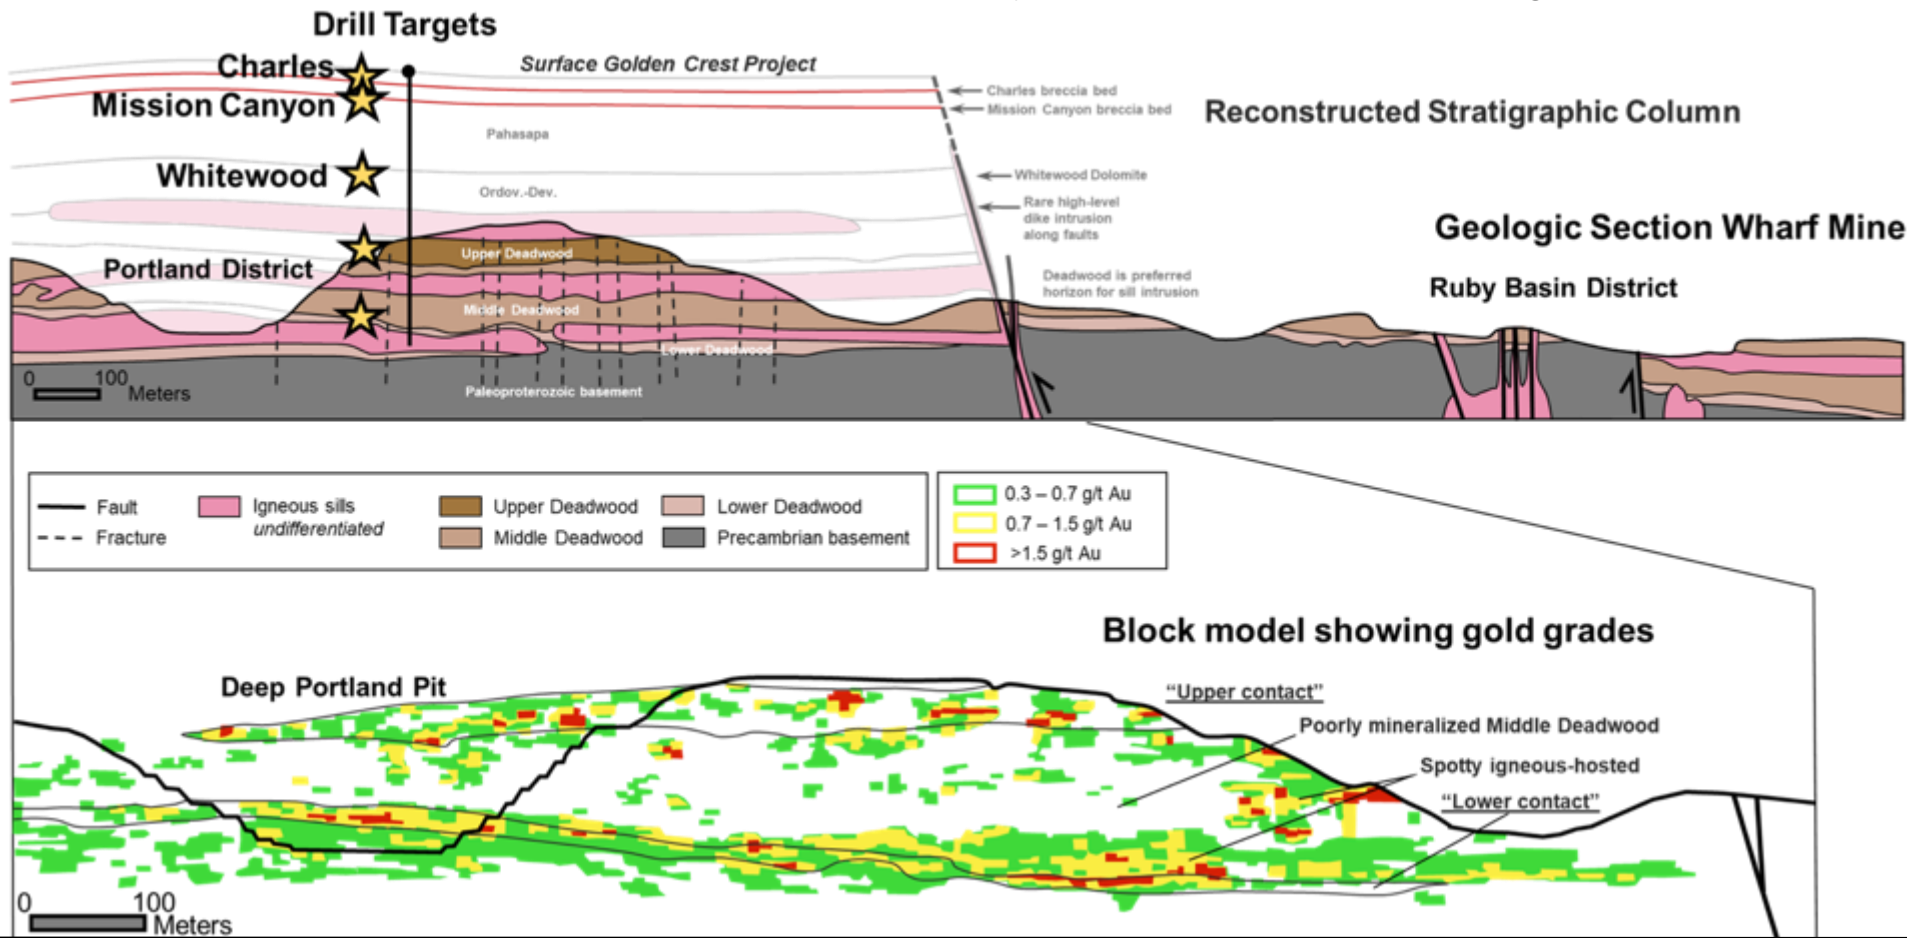 Drill Targets
Charles
Mission Canyon
Whitewood
Portland District
Surface Golden Crest Project
Pahasapa
Ordov.-Dev.
Upper Deadwood
Middle Deadwood
Lower Deadwood
Paleoproterozoic basement
0 100
Meters
Charles breccia bed
Mission Canyon breccia bed
Whitewood Dolomite
Rare high-level
dike intrusion
along faults
Deadwood is preferred
horizon for sill intrusion
Reconstructed Stratigraphic Column
Geologic Section Wharf Mine
Ruby Basin District
Fault
Fracture
Igneous sills
undifferentiated
Upper Deadwood
Middle Deadwood
Lower Deadwood
Precambrian basement
0.3 – 0.7 g/t Au
0.7 – 1.5 g/t Au
>1.5 g/t Au
Block model showing gold grades
Deep Portland Pit
“Upper contact”
Poorly mineralized Middle Deadwood
Spotty igneous-hosted
“Lower contact”
0 100
Meters